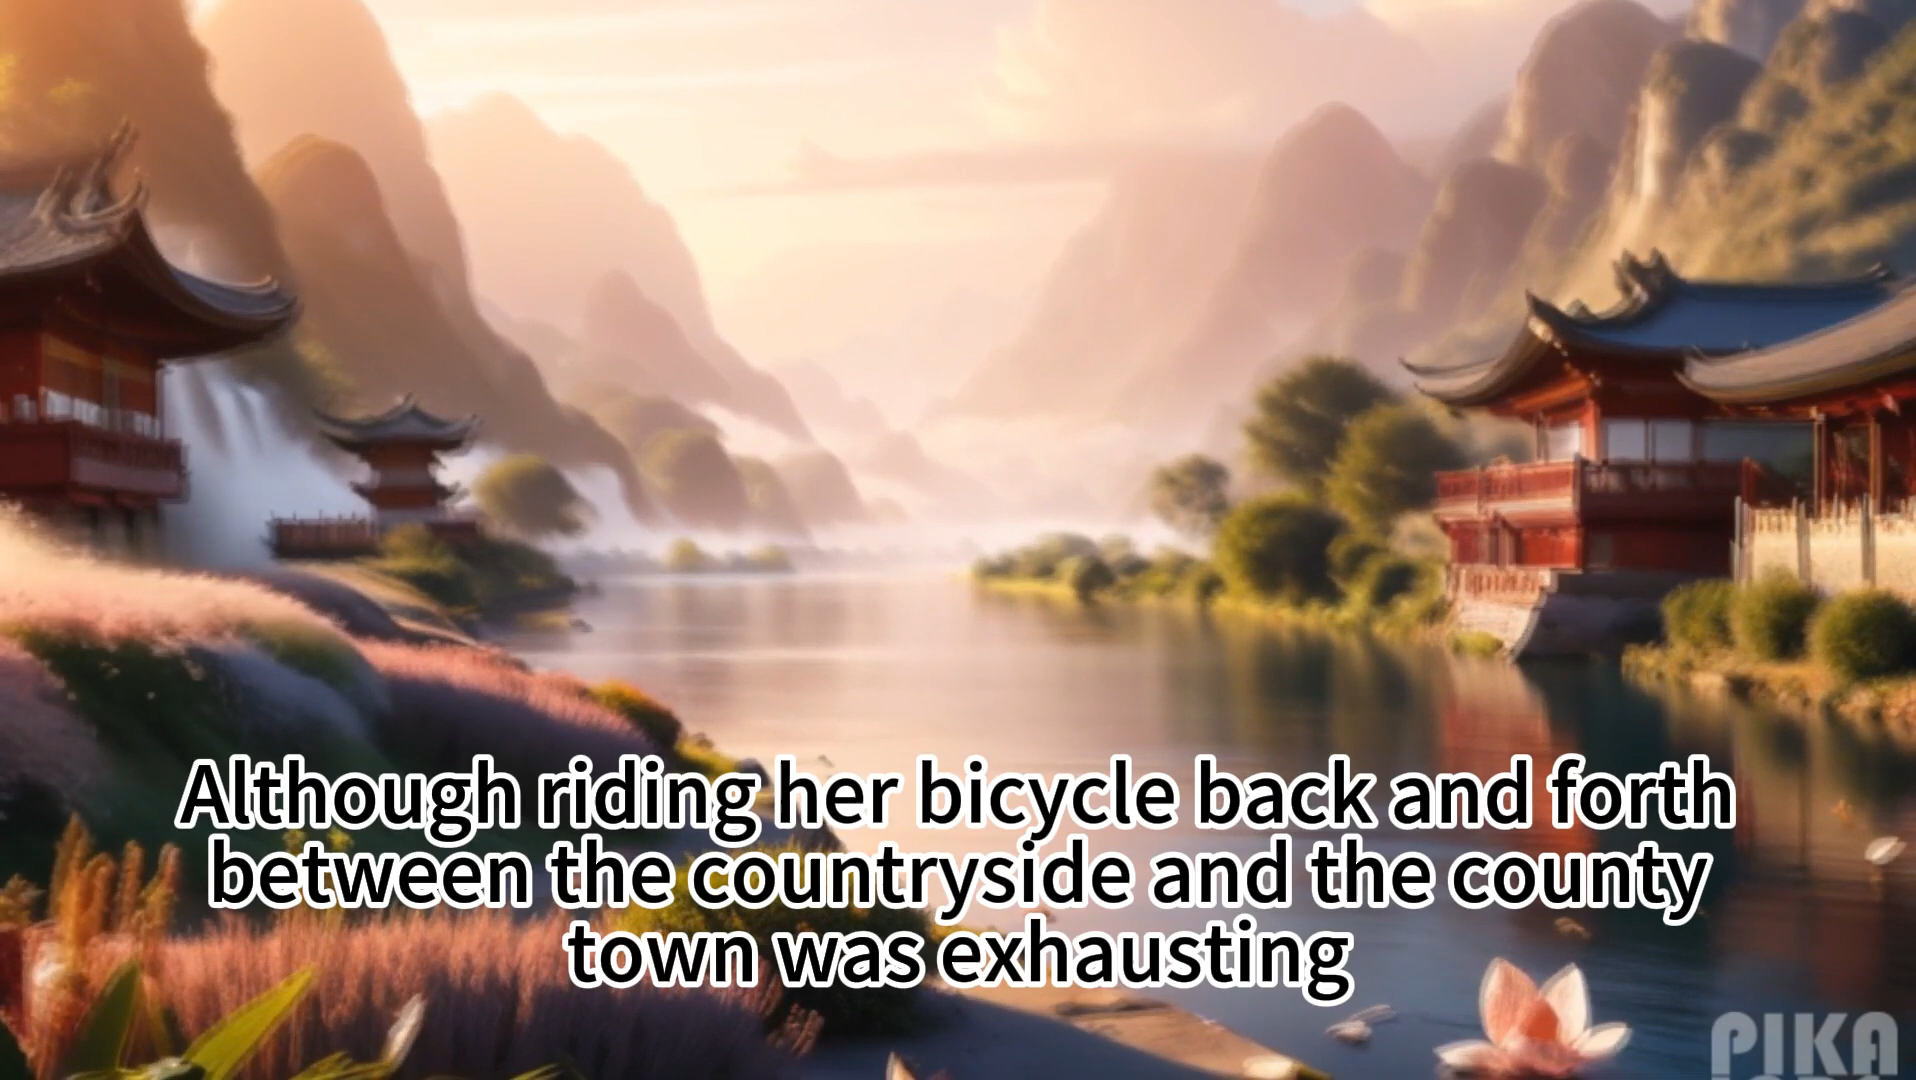 Although riding her bicycle back and forth
between the countryside and the county
town was exhausting
PIKA